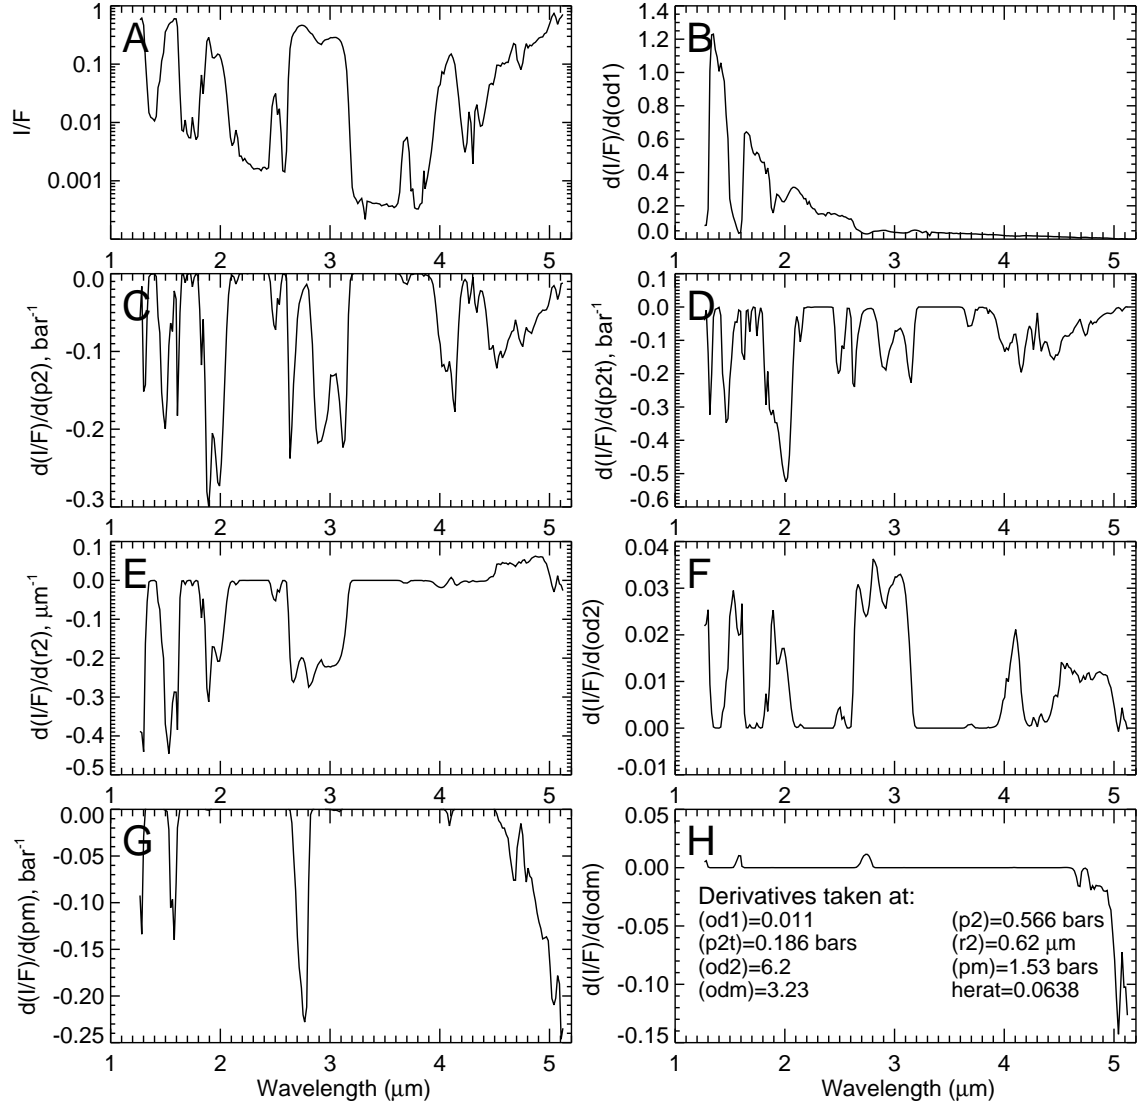 A
I/F
1
0.1
0.01
0.001
1 2 3 4 5
B
d(I/F)/d(od1)
1.4
1.2
1.0
0.8
0.6
0.4
0.2
0.0
1 2 3 4 5
C
d(I/F)/d(p2), bar-1
0.0
-0.1
-0.2
-0.3
1 2 3 4 5
D
d(I/F)/d(p2t), bar-1
0.1
0.0
-0.1
-0.2
-0.3
-0.4
-0.5
-0.6
1 2 3 4 5
E
d(I/F)/d(r2), μm-1
0.1
0.0
-0.1
-0.2
-0.3
-0.4
-0.5
1 2 3 4 5
F
d(I/F)/d(od2)
0.04
0.03
0.02
0.01
0.00
-0.01
1 2 3 4 5
G
d(I/F)/d(pm), bar-1
0.00
-0.05
-0.10
-0.15
-0.20
-0.25
1 2 3 4 5
Wavelength (μm)
H
d(I/F)/d(odm)
0.05
0.00
-0.05
-0.10
-0.15
Derivatives taken at:
(od1)=0.011 (p2)=0.566 bars
(p2t)=0.186 bars (r2)=0.62 μm
(od2)=6.2 (pm)=1.53 bars
(odm)=3.23 herat=0.0638
1 2 3 4 5
Wavelength (μm)